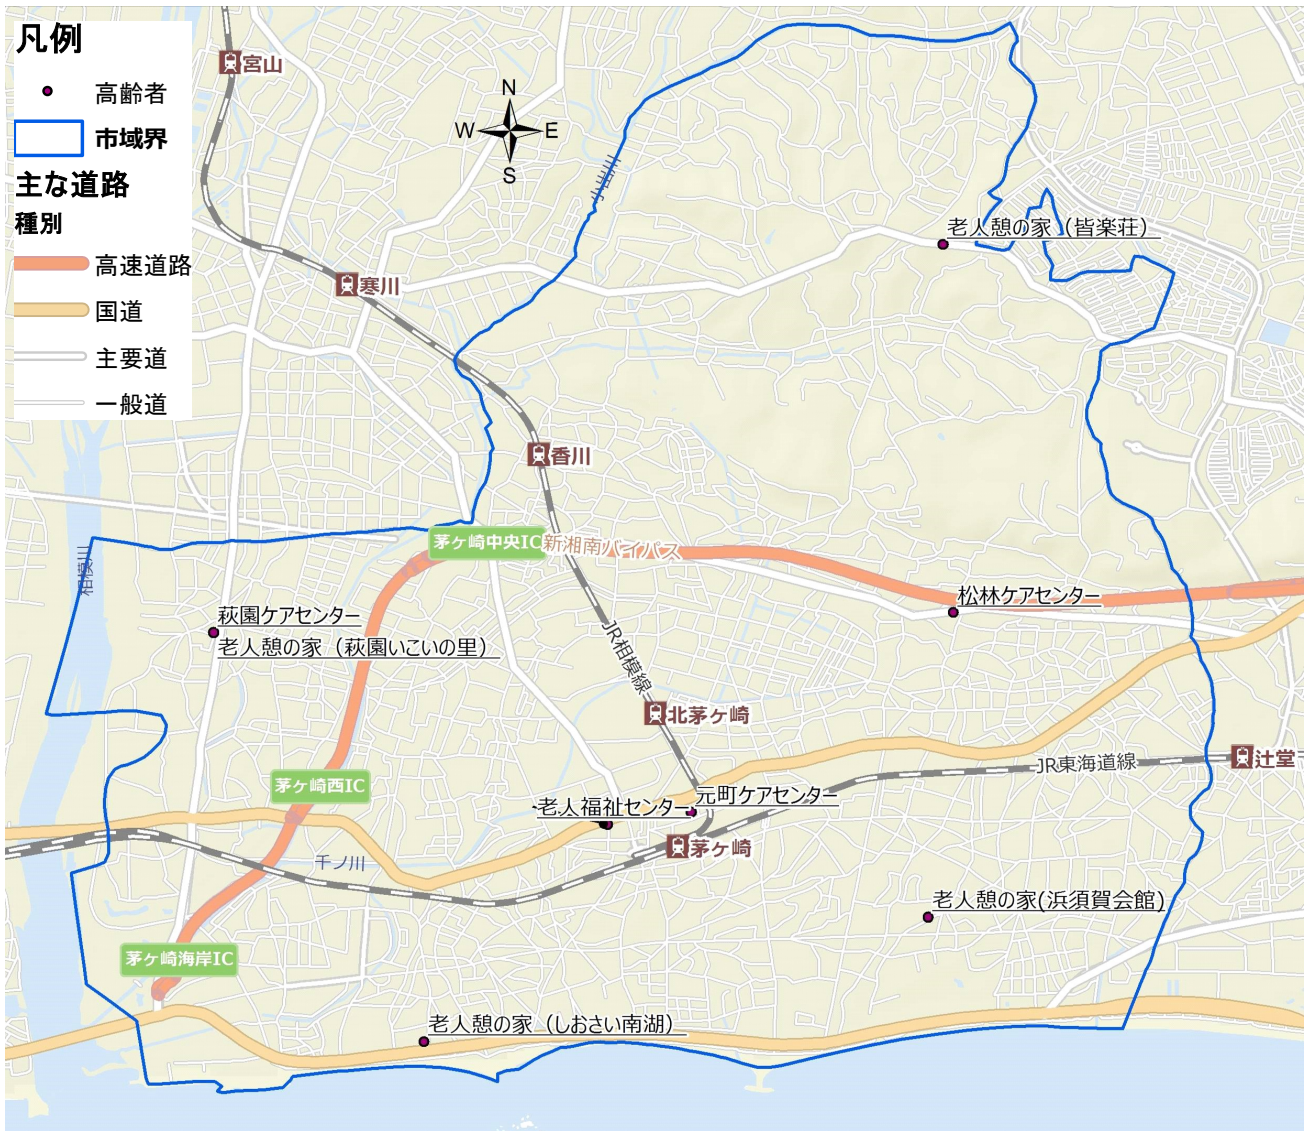 凡例
高齢者
市域界
主な道路
種別
高速道路
国道
主要道
一般道
宮山
N
W
E
S
小出川
老人憩の家（皆楽荘）
寒川
香川
茅ヶ崎中央IC
新湘南バイパス
相模川
松林ケアセンター
萩園ケアセンター
老人憩の家（萩園いこいの里）
JR相模線
北茅ヶ崎
辻堂
JR東海道線
茅ヶ崎西IC
元町ケアセンター
老人福祉センター
茅ヶ崎
千ノ川
老人憩の家(浜須賀会館)
茅ヶ崎海岸IC
老人憩の家（しおさい南湖）